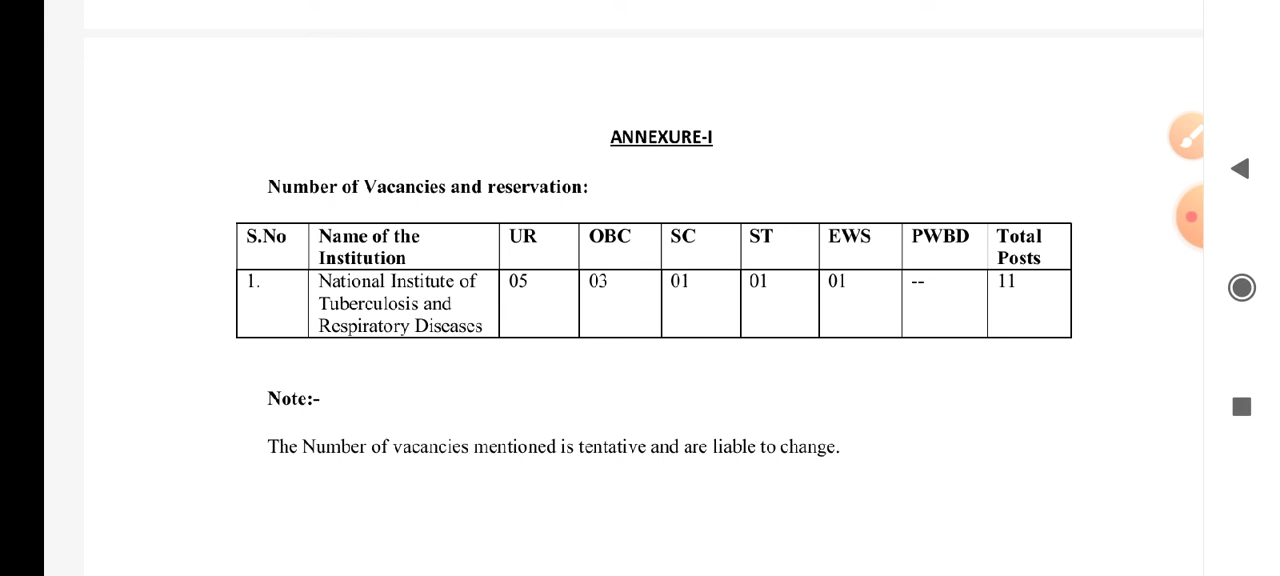 ANNEXURE-I
Number of Vacancies and reservation:
S.No Name of the Institution UR OBC SC ST EWS PWBD Total Posts
1. National Institute of Tuberculosis and Respiratory Diseases 05 03 01 01 01 -- 11
Note:-
The Number of vacancies mentioned is tentative and are liable to change.